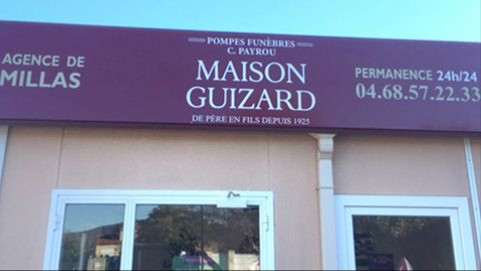 POMPES FUNÈBRES
C. PAYROU
AGENCE DE
MILLAS
MAISON
GUIZARD
DE PÈRE EN FILS DEPUIS 1925
PERMANENCE 24h/24
04.68.57.22.33